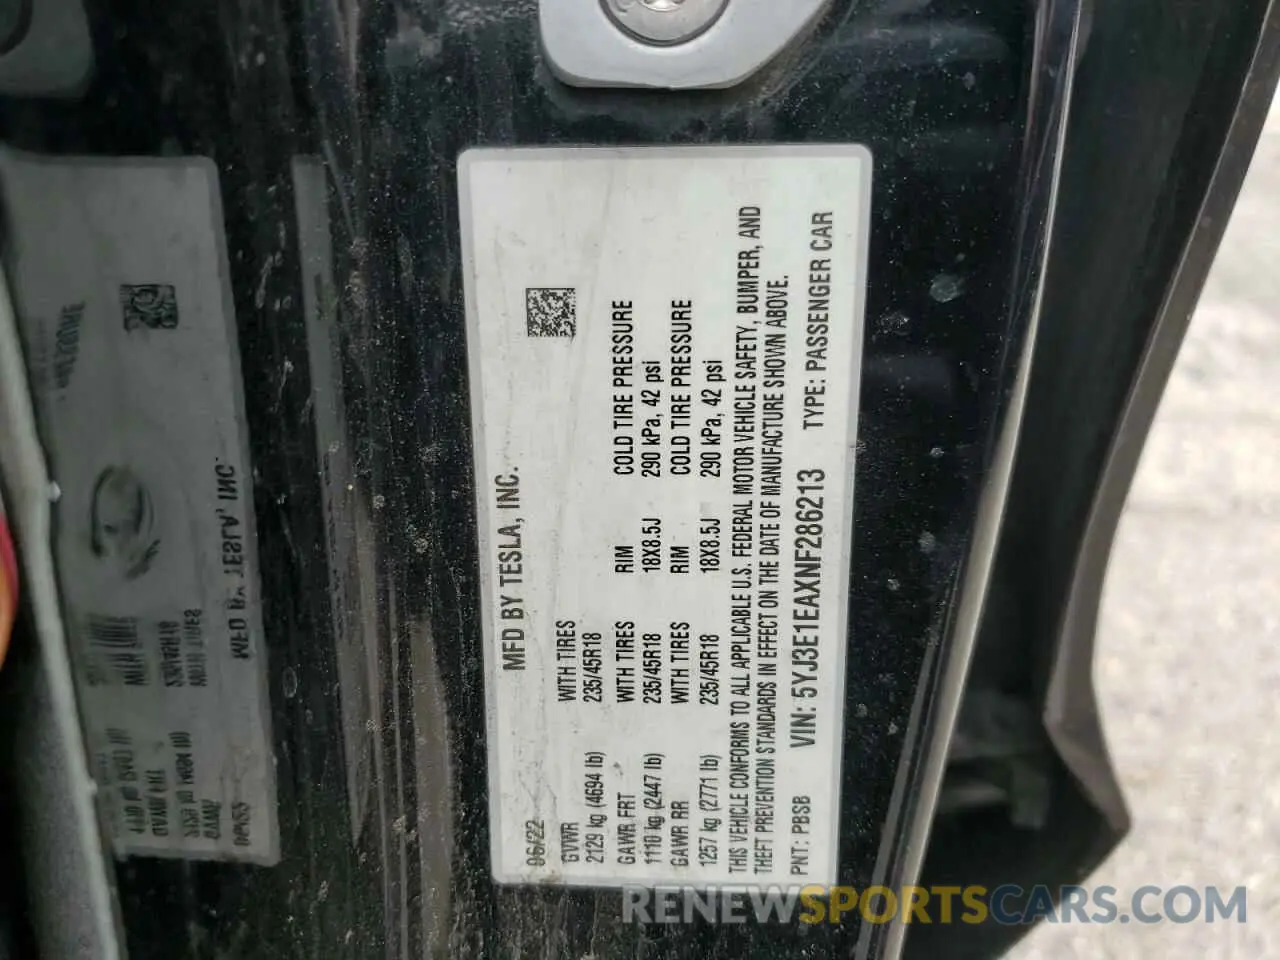 MFD BY TESLA, INC.
06/22
GVWR WITH TIRES
2129 kg (4694 lb) 235/45R18
GAWR FRT WITH TIRES RIM COLD TIRE PRESSURE
1110 kg (2447 lb) 235/45R18 18X8.5J 290 kPa, 42 psi
GAWR RR WITH TIRES RIM COLD TIRE PRESSURE
1257 kg (2771 lb) 235/45R18 18X8.5J 290 kPa, 42 psi
THIS VEHICLE CONFORMS TO ALL APPLICABLE U.S. FEDERAL MOTOR VEHICLE SAFETY, BUMPER, AND
THEFT PREVENTION STANDARDS IN EFFECT ON THE DATE OF MANUFACTURE SHOWN ABOVE.
PNT: PBSB VIN: 5YJ3E1EAXNF286213 TYPE: PASSENGER CAR
RENEWSPORTSCARS.COM